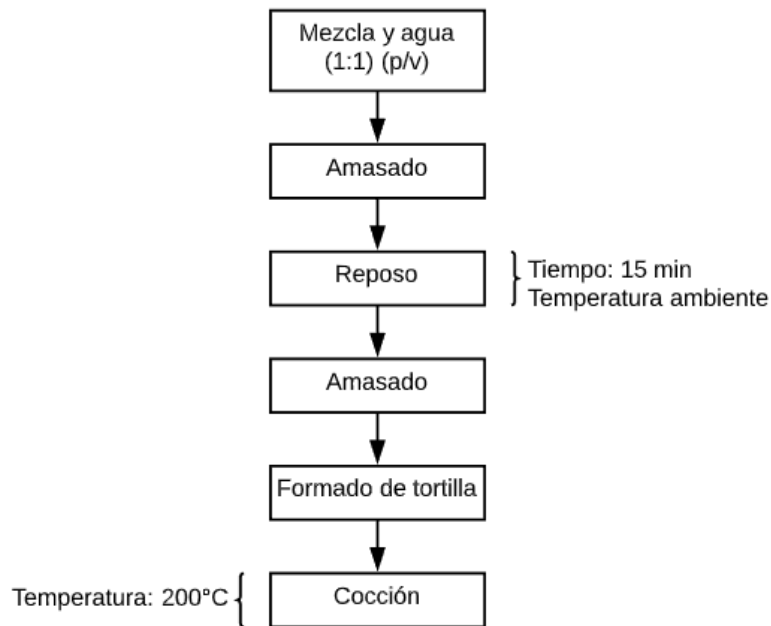 Mezcla y agua
(1:1) (p/v)
Amasado
Reposo
Tiempo: 15 min
Temperatura ambiente
Amasado
Formado de tortilla
Temperatura: 200°C
Cocción